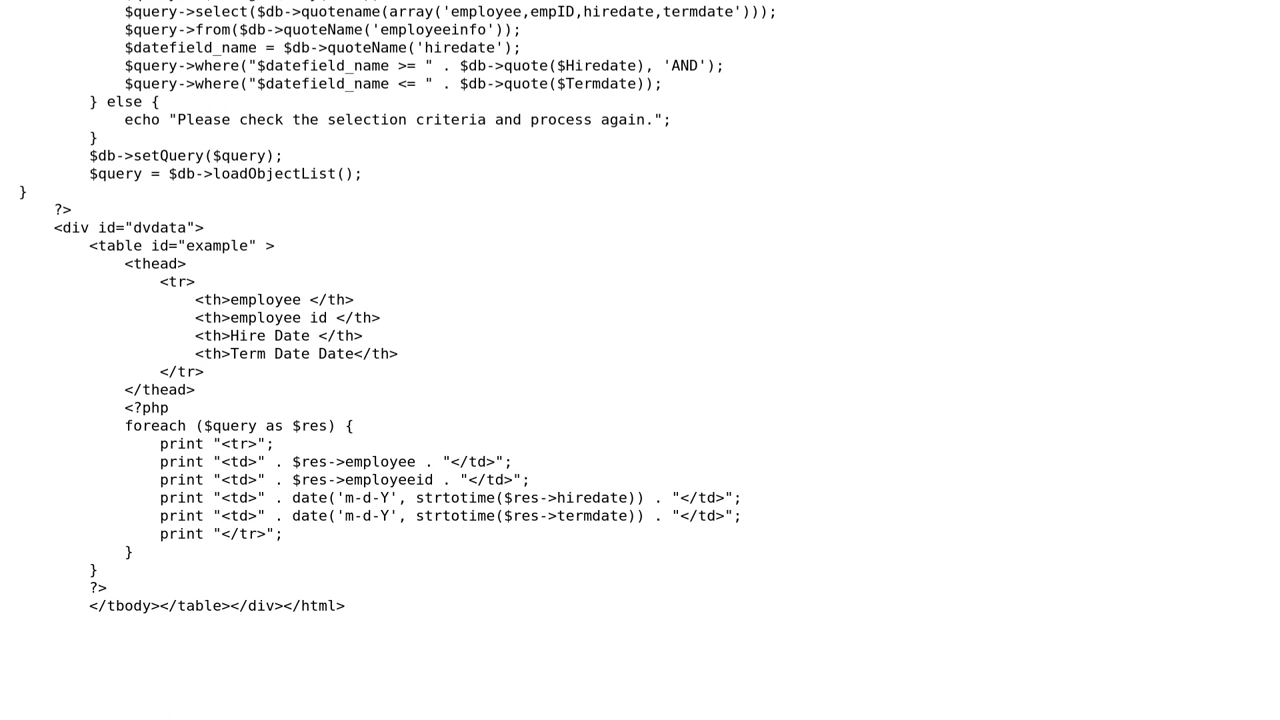 $query->select($db->quotename(array('employee,empID,hiredate,termdate')));
$query->from($db->quoteName('employeeinfo'));
$datefield_name = $db->quoteName('hiredate');
$query->where("$datefield_name >= " . $db->quote($Hiredate), 'AND');
$query->where("$datefield_name <= " . $db->quote($Termdate));
} else {
echo "Please check the selection criteria and process again.";
}
$db->setQuery($query);
$query = $db->loadObjectList();
}
?>
<div id="dvdata">
<table id="example" >
<thead>
<tr>
<th>employee </th>
<th>employee id </th>
<th>Hire Date </th>
<th>Term Date Date</th>
</tr>
</thead>
<?php
foreach ($query as $res) {
print "<tr>";
print "<td>" . $res->employee . "</td>";
print "<td>" . $res->employeeid . "</td>";
print "<td>" . date('m-d-Y', strtotime($res->hiredate)) . "</td>";
print "<td>" . date('m-d-Y', strtotime($res->termdate)) . "</td>";
print "</tr>";
}
}
?>
</tbody></table></div></html>